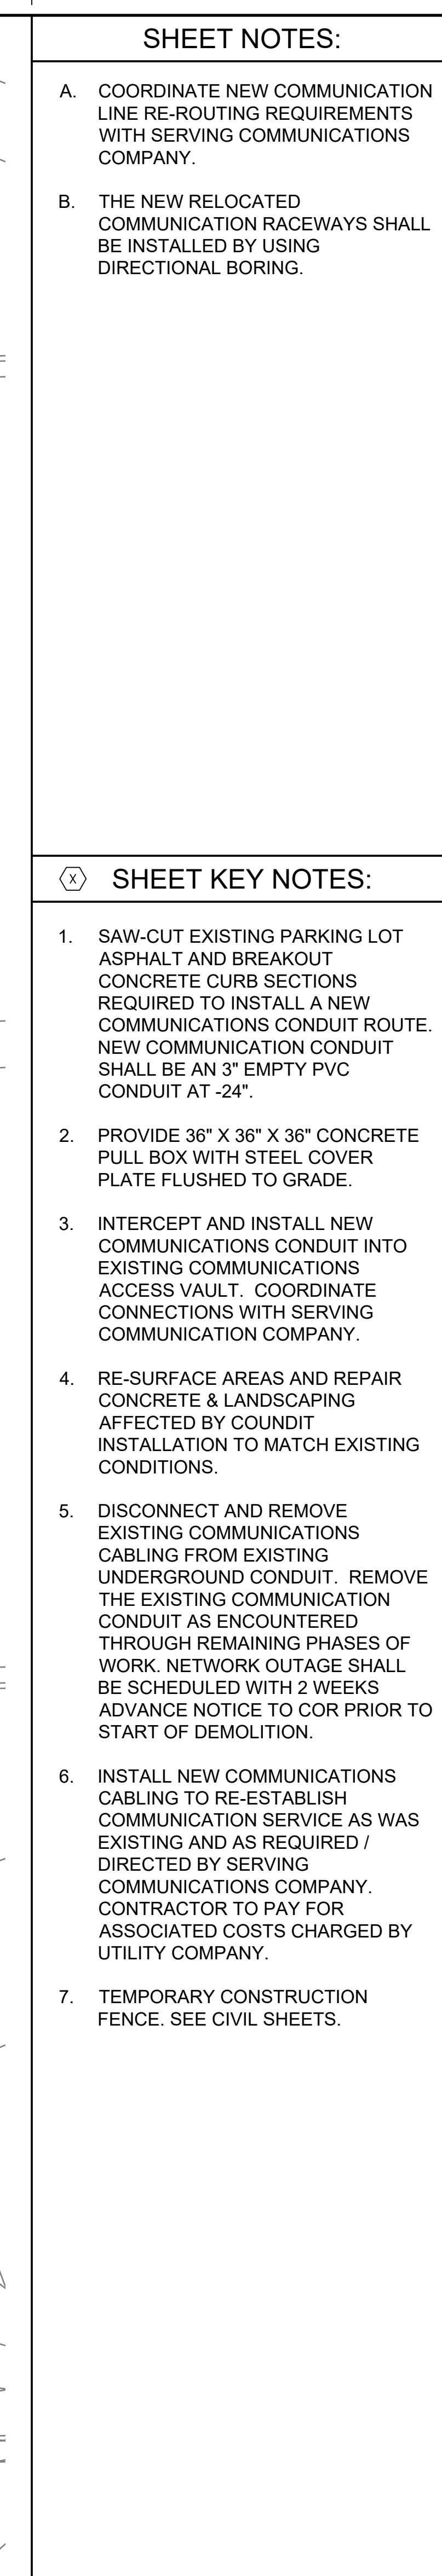 SHEET NOTES:
A. COORDINATE NEW COMMUNICATION
LINE RE-ROUTING REQUIREMENTS
WITH SERVING COMMUNICATIONS
COMPANY.
B. THE NEW RELOCATED
COMMUNICATION RACEWAYS SHALL
BE INSTALLED BY USING
DIRECTIONAL BORING.
X SHEET KEY NOTES:
1. SAW-CUT EXISTING PARKING LOT
ASPHALT AND BREAKOUT
CONCRETE CURB SECTIONS
REQUIRED TO INSTALL A NEW
COMMUNICATIONS CONDUIT ROUTE.
NEW COMMUNICATION CONDUIT
SHALL BE AN 3" EMPTY PVC
CONDUIT AT -24".
2. PROVIDE 36" X 36" X 36" CONCRETE
PULL BOX WITH STEEL COVER
PLATE FLUSHED TO GRADE.
3. INTERCEPT AND INSTALL NEW
COMMUNICATIONS CONDUIT INTO
EXISTING COMMUNICATIONS
ACCESS VAULT. COORDINATE
CONNECTIONS WITH SERVING
COMMUNICATION COMPANY.
4. RE-SURFACE AREAS AND REPAIR
CONCRETE & LANDSCAPING
AFFECTED BY COUNDIT
INSTALLATION TO MATCH EXISTING
CONDITIONS.
5. DISCONNECT AND REMOVE
EXISTING COMMUNICATIONS
CABLING FROM EXISTING
UNDERGROUND CONDUIT. REMOVE
THE EXISTING COMMUNICATION
CONDUIT AS ENCOUNTERED
THROUGH REMAINING PHASES OF
WORK. NETWORK OUTAGE SHALL
BE SCHEDULED WITH 2 WEEKS
ADVANCE NOTICE TO COR PRIOR TO
START OF DEMOLITION.
6. INSTALL NEW COMMUNICATIONS
CABLING TO RE-ESTABLISH
COMMUNICATION SERVICE AS WAS
EXISTING AND AS REQUIRED /
DIRECTED BY SERVING
COMMUNICATIONS COMPANY.
CONTRACTOR TO PAY FOR
ASSOCIATED COSTS CHARGED BY
UTILITY COMPANY.
7. TEMPORARY CONSTRUCTION
FENCE. SEE CIVIL SHEETS.